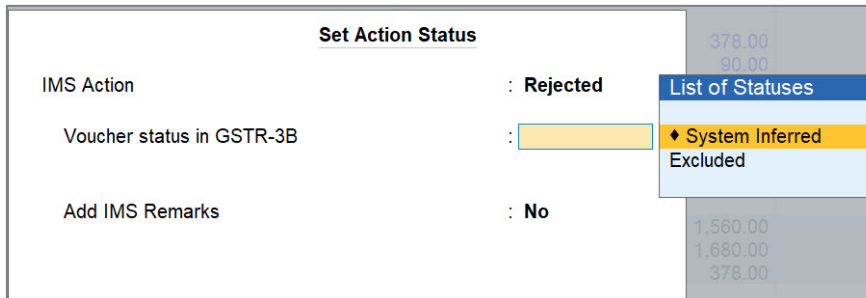 Set Action Status
378.00
90.00
IMS Action : Rejected
List of Statuses
Voucher status in GSTR-3B :
♦ System Inferred
Excluded
Add IMS Remarks : No
1,560.00
1,680.00
378.00